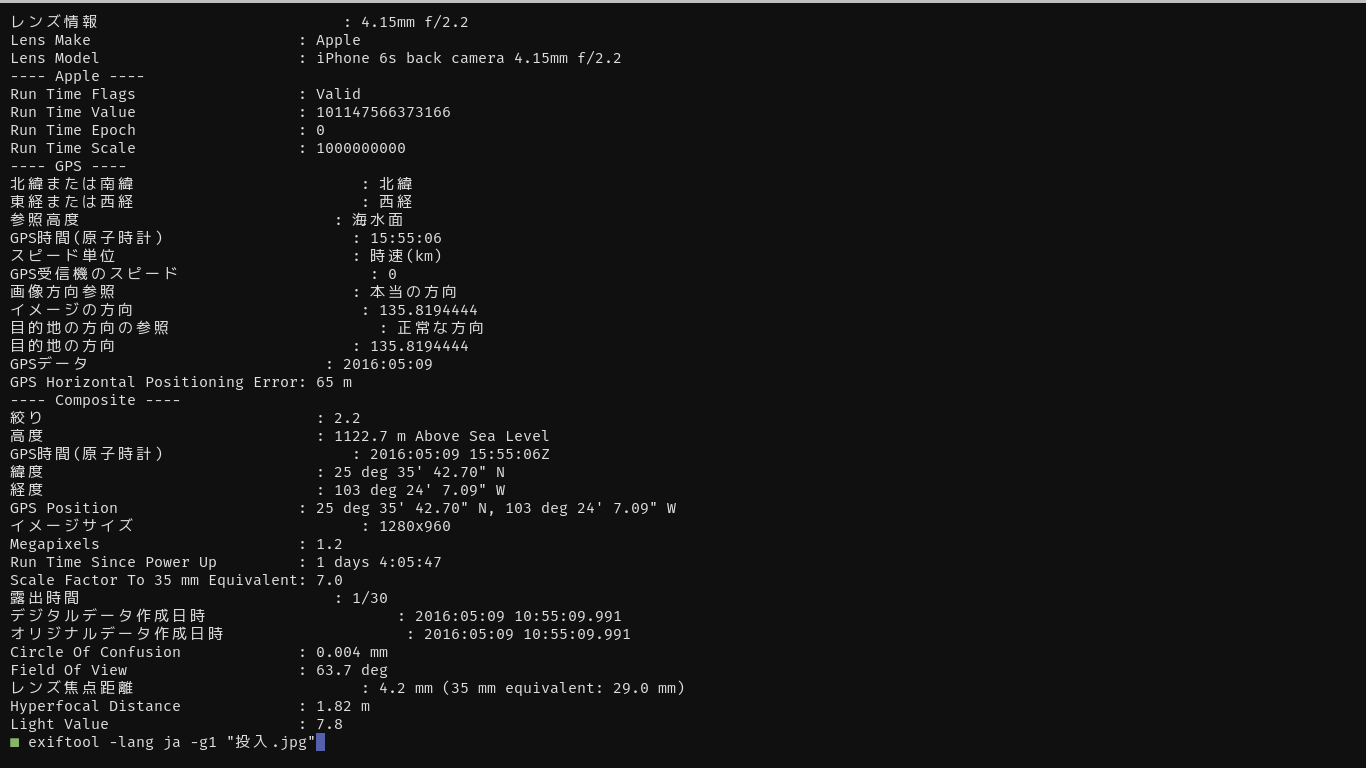 レンズ情報 : 4.15mm f/2.2
Lens Make : Apple
Lens Model : iPhone 6s back camera 4.15mm f/2.2
---- Apple ----
Run Time Flags : Valid
Run Time Value : 101147566373166
Run Time Epoch : 0
Run Time Scale : 1000000000
---- GPS ----
北緯または南緯 : 北緯
東経または西経 : 西経
参照高度 : 海水面
GPS時間(原子時計) : 15:55:06
スピード単位 : 時速(km)
GPS受信機のスピード : 0
画像方向参照 : 本当の方向
イメージの方向 : 135.8194444
目的地の方向の参照 : 正常な方向
目的地の方向 : 135.8194444
GPSデータ : 2016:05:09
GPS Horizontal Positioning Error: 65 m
---- Composite ----
絞り : 2.2
高度 : 1122.7 m Above Sea Level
GPS時間(原子時計) : 2016:05:09 15:55:06Z
緯度 : 25 deg 35' 42.70" N
経度 : 103 deg 24' 7.09" W
GPS Position : 25 deg 35' 42.70" N, 103 deg 24' 7.09" W
イメージサイズ : 1280x960
Megapixels : 1.2
Run Time Since Power Up : 1 days 4:05:47
Scale Factor To 35 mm Equivalent: 7.0
露出時間 : 1/30
デジタルデータ作成日時 : 2016:05:09 10:55:09.991
オリジナルデータ作成日時 : 2016:05:09 10:55:09.991
Circle Of Confusion : 0.004 mm
Field Of View : 63.7 deg
レンズ焦点距離 : 4.2 mm (35 mm equivalent: 29.0 mm)
Hyperfocal Distance : 1.82 m
Light Value : 7.8
■ exiftool -lang ja -g1 "投入.jpg"